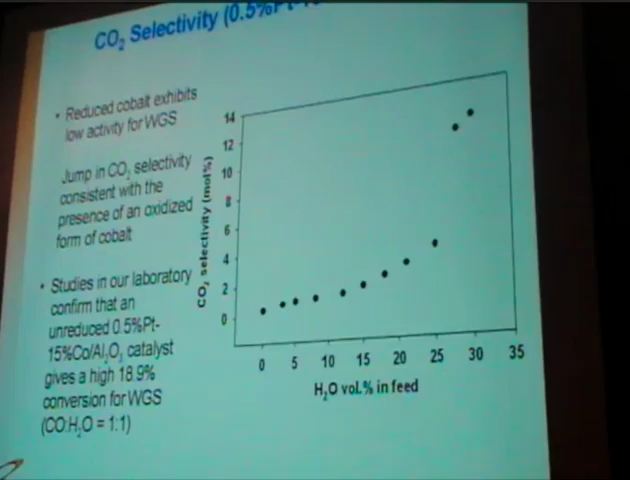 CO₂ Selectivity (0.5%Pt-
• Reduced cobalt exhibits
low activity for WGS
Jump in CO₂ selectivity
consistent with the
presence of an oxidized
form of cobalt
• Studies in our laboratory
confirm that an
unreduced 0.5%Pt-
15%Co/Al₂O₃ catalyst
gives a high 18.9%
conversion for WGS
(CO:H₂O = 1:1)
CO₂ selectivity (mol%)
14
12
10
8
6
4
2
0
0 5 10 15 20 25 30 35
H₂O vol.% in feed